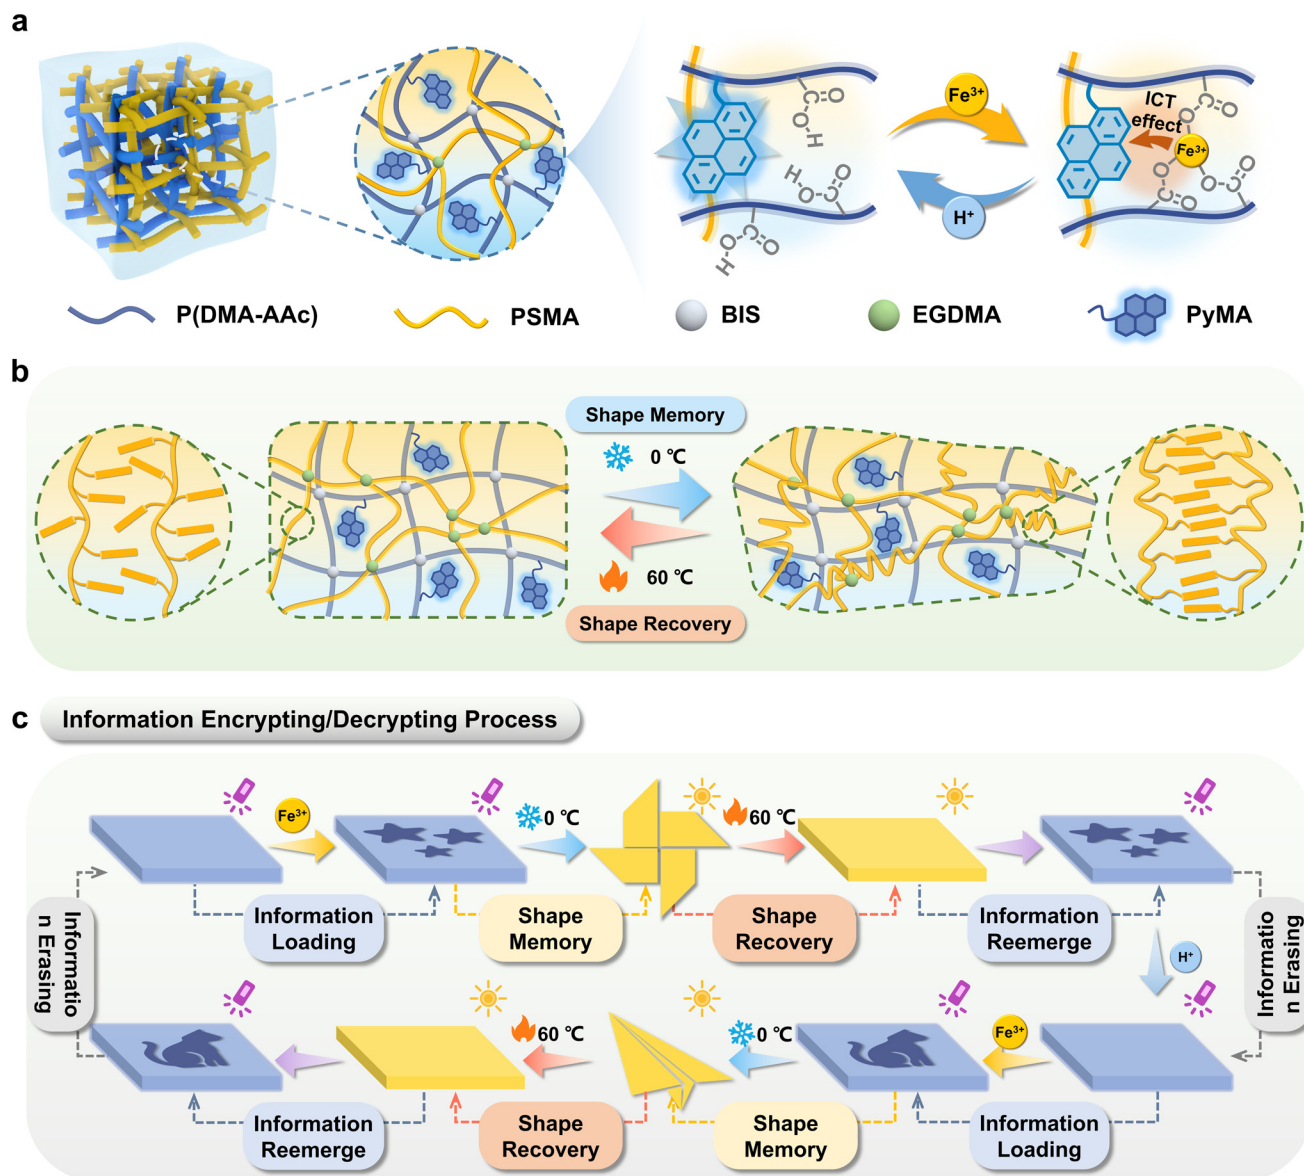 a
Fe³⁺
H⁺
ICT
effect
Fe³⁺
C
O
O
H
H
O
C
O
C
O
O
H
C
O
O
O
C
O
O
C
O
P(DMA-AAc)
PSMA
BIS
EGDMA
PyMA
b
Shape Memory
0 ℃
60 ℃
Shape Recovery
c
Information Encrypting/Decrypting Process
Fe³⁺
0 ℃
60 ℃
Information
Loading
Shape
Memory
Shape
Recovery
Information
Reemerge
Informatio
n Erasing
H⁺
Informatio
n Erasing
60 ℃
0 ℃
Fe³⁺
Information
Reemerge
Shape
Recovery
Shape
Memory
Information
Loading